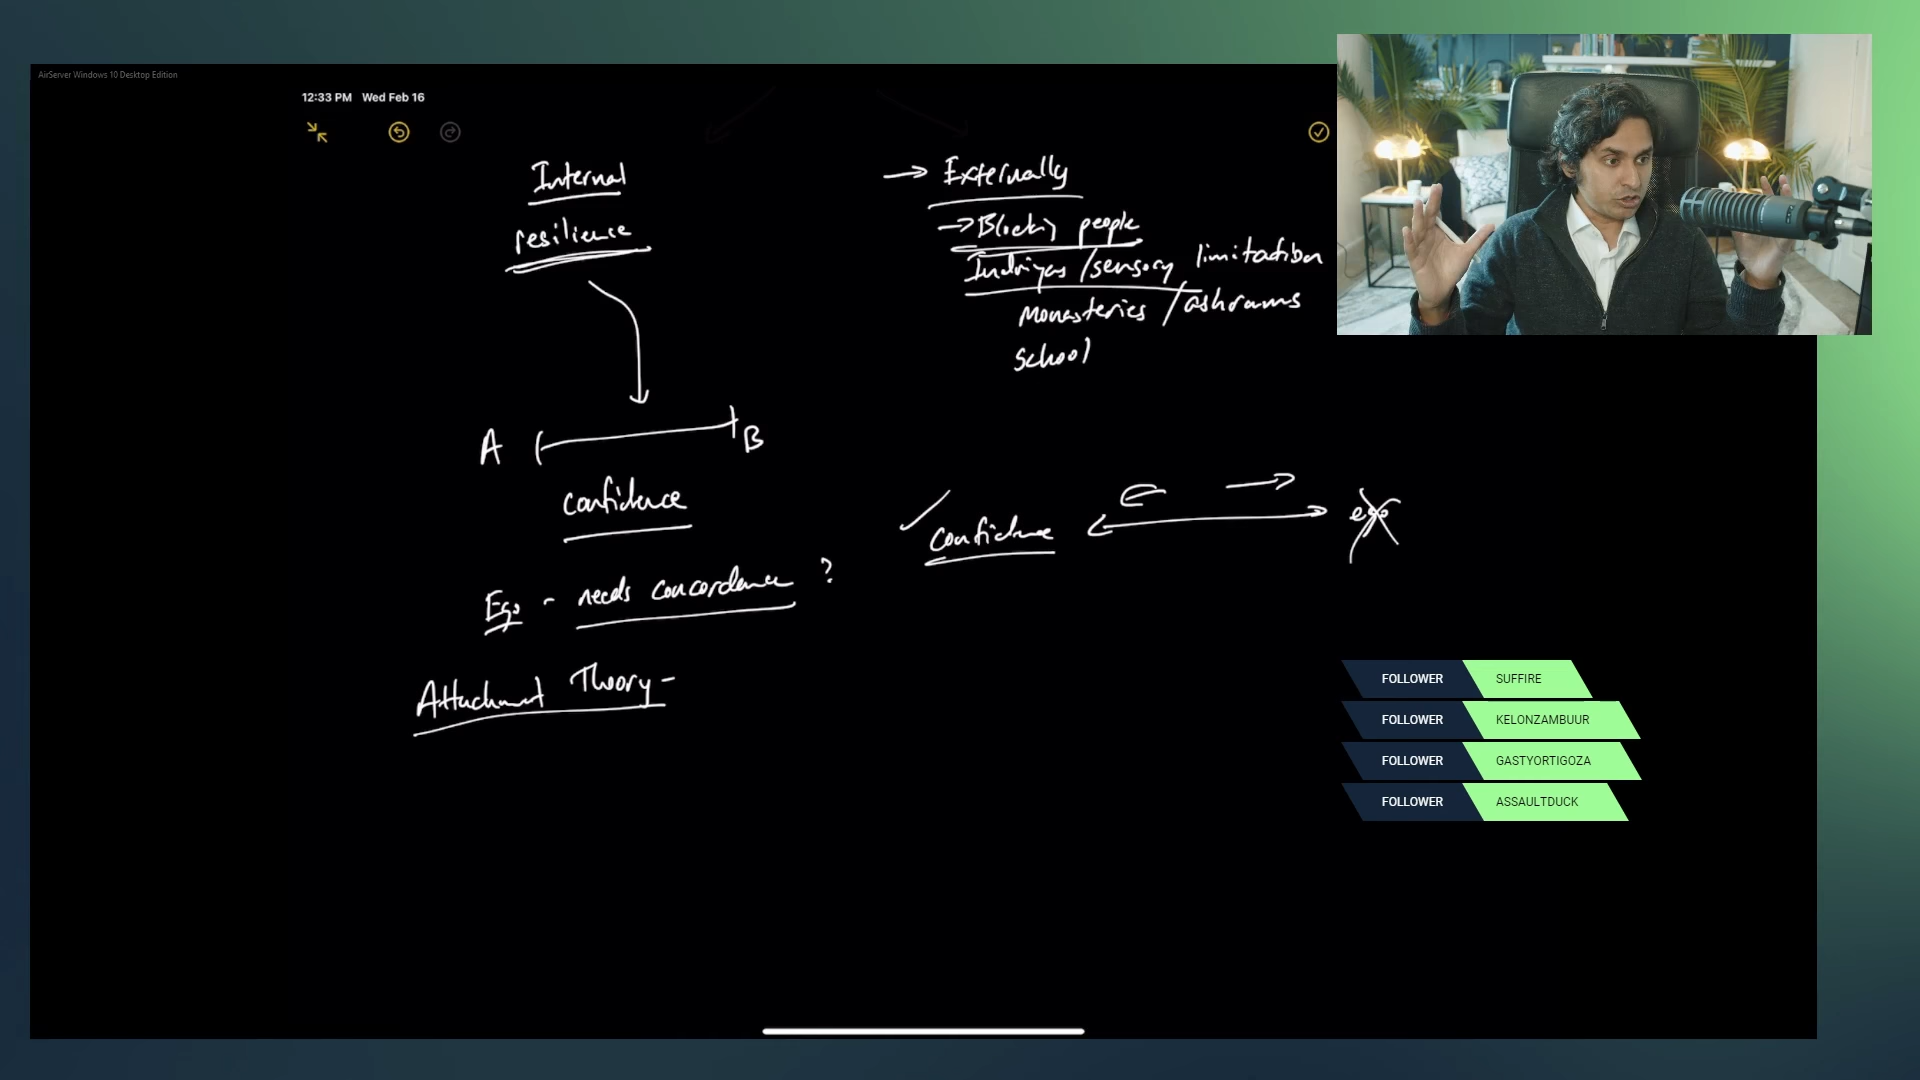 AirServer Windows 10 Desktop Edition
12:33 PM Wed Feb 16
Internal
resilience
→ Externally
→ Blocking people
Indriyas / sensory limitation
Monasteries / ashrams
School
A B
confidence
Confidence ego
Ego - needs concordance ?
Attachment Theory -
FOLLOWER SUFFIRE
FOLLOWER KELONZAMBUUR
FOLLOWER GASTYORTIGOZA
FOLLOWER ASSAULTDUCK